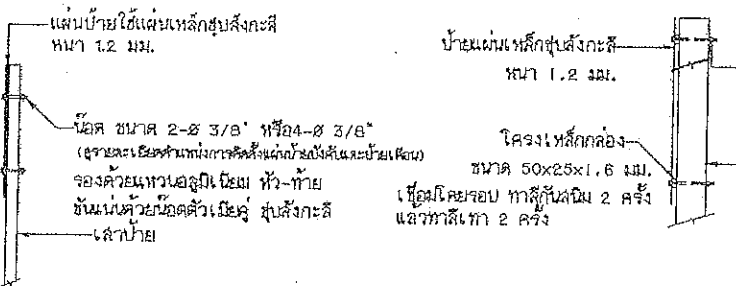 แผ่นป้ายใช้แผ่นเหล็กชุบสังกะสี
หนา 1.2 มม.
น๊อต ขนาด 2-Ø 3/8" หรือ4-Ø 3/8"
(ดูรายละเอียดตำแหน่งการติดตั้งแผ่นป้ายบังคับและป้ายเตือน)
รองด้วยแหวนอลูมิเนียม หัว-ท้าย
ขันแน่นด้วยน๊อตตัวเมียคู่ ชุบสังกะสี
เสาป้าย
ป้ายแผ่นเหล็กชุบสังกะสี
หนา 1.2 มม.
โครงเหล็กกล่อง
ขนาด 50x25x1.6 มม.
เชื่อมโดยรอบ ทาสีกันสนิม 2 ครั้ง
แล้วทาสีเทา 2 ครั้ง